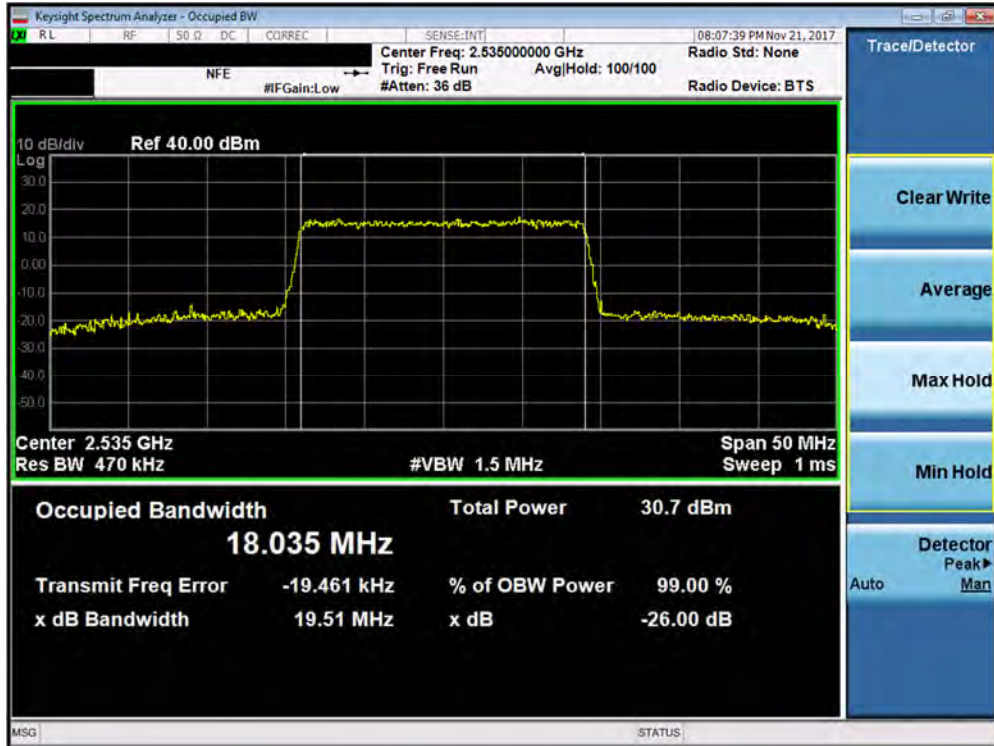 Keysight Spectrum Analyzer - Occupied BW
RL RF 50 Ω DC CORREC SENSE:INT 08:07:39 PM Nov 21, 2017
Center Freq: 2.535000000 GHz Radio Std: None
NFE Trig: Free Run Avg|Hold: 100/100
#IFGain:Low #Atten: 36 dB Radio Device: BTS
Trace/Detector
10 dB/div Ref 40.00 dBm
Log
30.0
20.0
10.0
0.00
-10.0
-20.0
-30.0
-40.0
-50.0
Center 2.535 GHz Span 50 MHz
Res BW 470 kHz #VBW 1.5 MHz Sweep 1 ms
Occupied Bandwidth Total Power 30.7 dBm
18.035 MHz
Transmit Freq Error -19.461 kHz % of OBW Power 99.00 %
x dB Bandwidth 19.51 MHz x dB -26.00 dB
Clear Write
Average
Max Hold
Min Hold
Detector
Peak▶
Auto Man
MSG STATUS